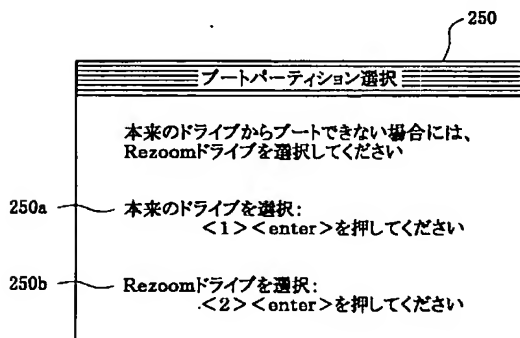 250
ブートパーティション選択
本来のドライブからブートできない場合には、
Rezoomドライブを選択してください
250a 本来のドライブを選択:
<1><enter>を押してください
250b Rezoomドライブを選択:
<2><enter>を押してください